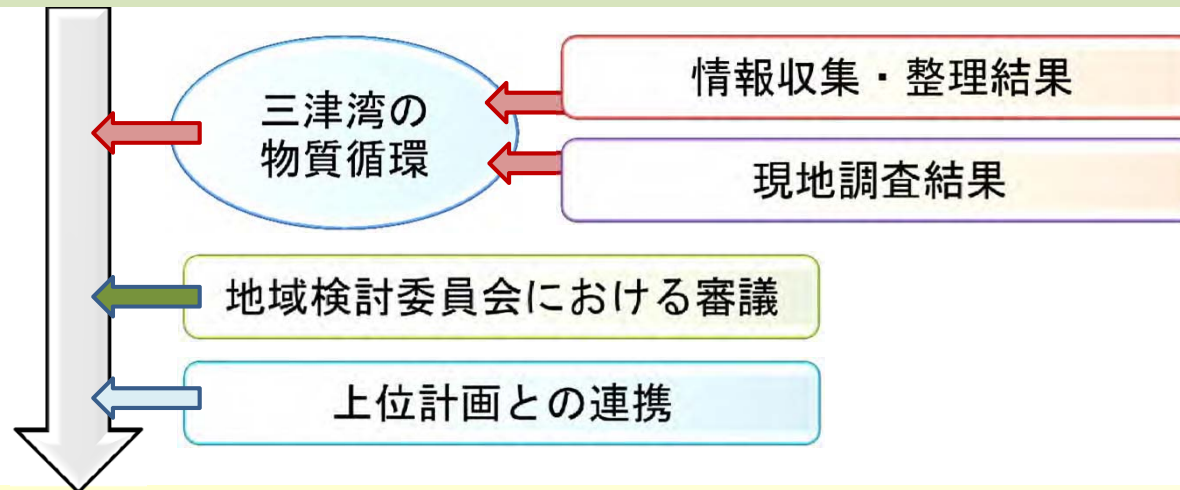 三津湾の
物質循環
情報収集・整理結果
現地調査結果
地域検討委員会における審議
上位計画との連携